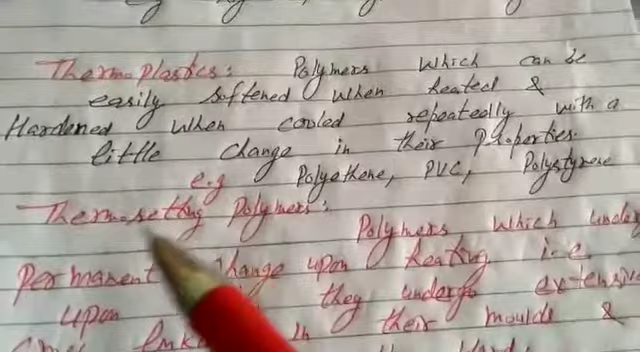 Thermoplastics: Polymers which can be
easily softened when heated &
Hardened when cooled repeatedly with a
little change in their properties.
e.g Polyethene, PVC, Polystyrene
Thermosetting Polymers:
Polymers which under
permanent change upon heating i.e
upon they undergo extensive
in their moulds &